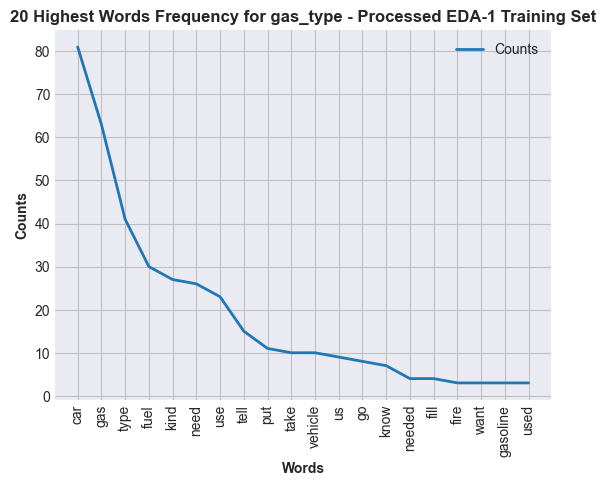 20 Highest Words Frequency for gas_type - Processed EDA-1 Training Set
Counts
80
70
60
50
40
30
20
10
0
Counts
car
gas
type
fuel
kind
need
use
tell
put
take
vehicle
us
go
know
needed
fill
fire
want
gasoline
used
Words